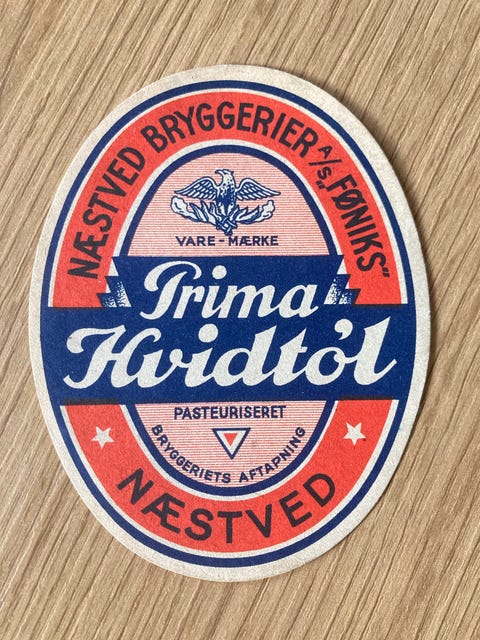 NÆSTVED BRYGGERIER A/S „FØNIKS”
VARE-MÆRKE
Prima
Hvidtøl
PASTEURISERET
BRYGGERIETS AFTAPNING
NÆSTVED